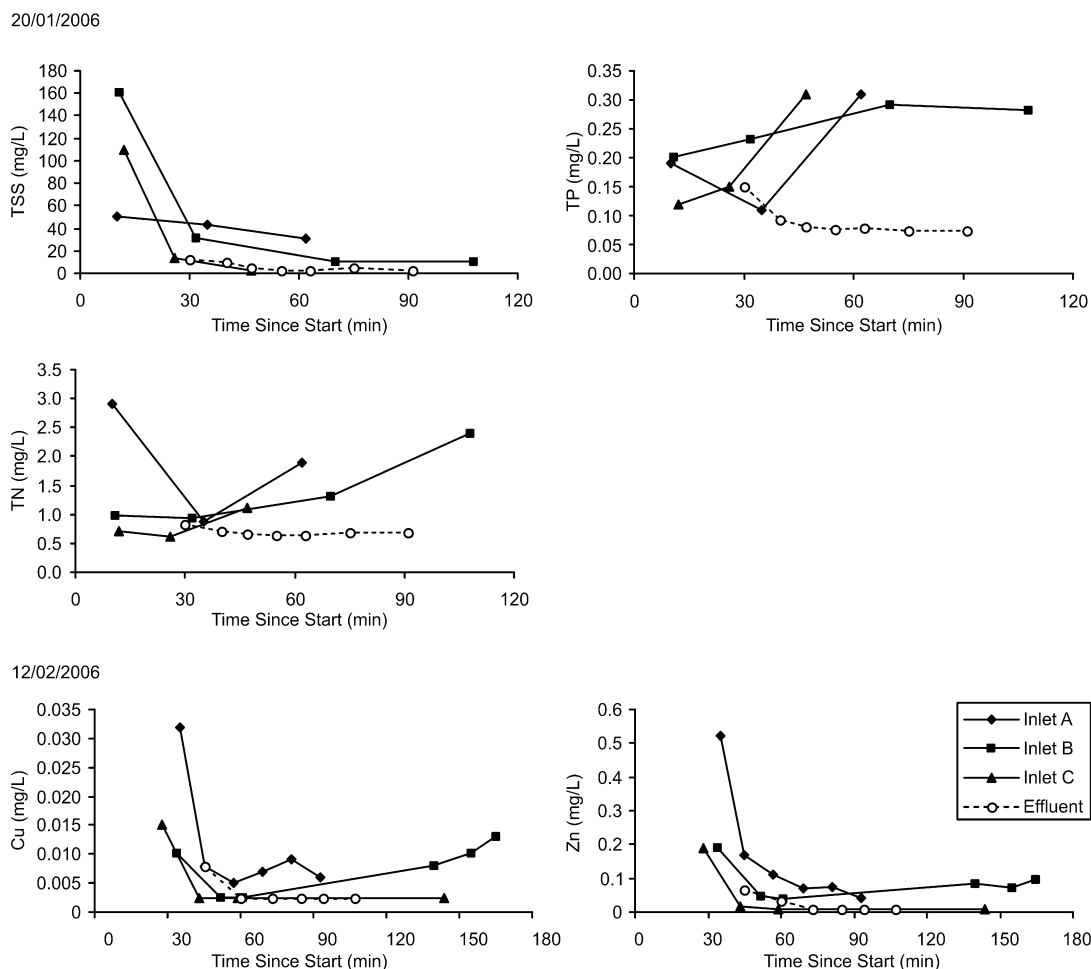 20/01/2006
TSS (mg/L)
180
160
140
120
100
80
60
40
20
0
0 30 60 90 120
Time Since Start (min)
TP (mg/L)
0.35
0.30
0.25
0.20
0.15
0.10
0.05
0.00
0 30 60 90 120
Time Since Start (min)
TN (mg/L)
3.5
3.0
2.5
2.0
1.5
1.0
0.5
0.0
0 30 60 90 120
Time Since Start (min)
12/02/2006
Cu (mg/L)
0.035
0.030
0.025
0.020
0.015
0.010
0.005
0
0 30 60 90 120 150 180
Time Since Start (min)
Zn (mg/L)
0.6
0.5
0.4
0.3
0.2
0.1
0
0 30 60 90 120 150 180
Time Since Start (min)
Inlet A
Inlet B
Inlet C
Effluent